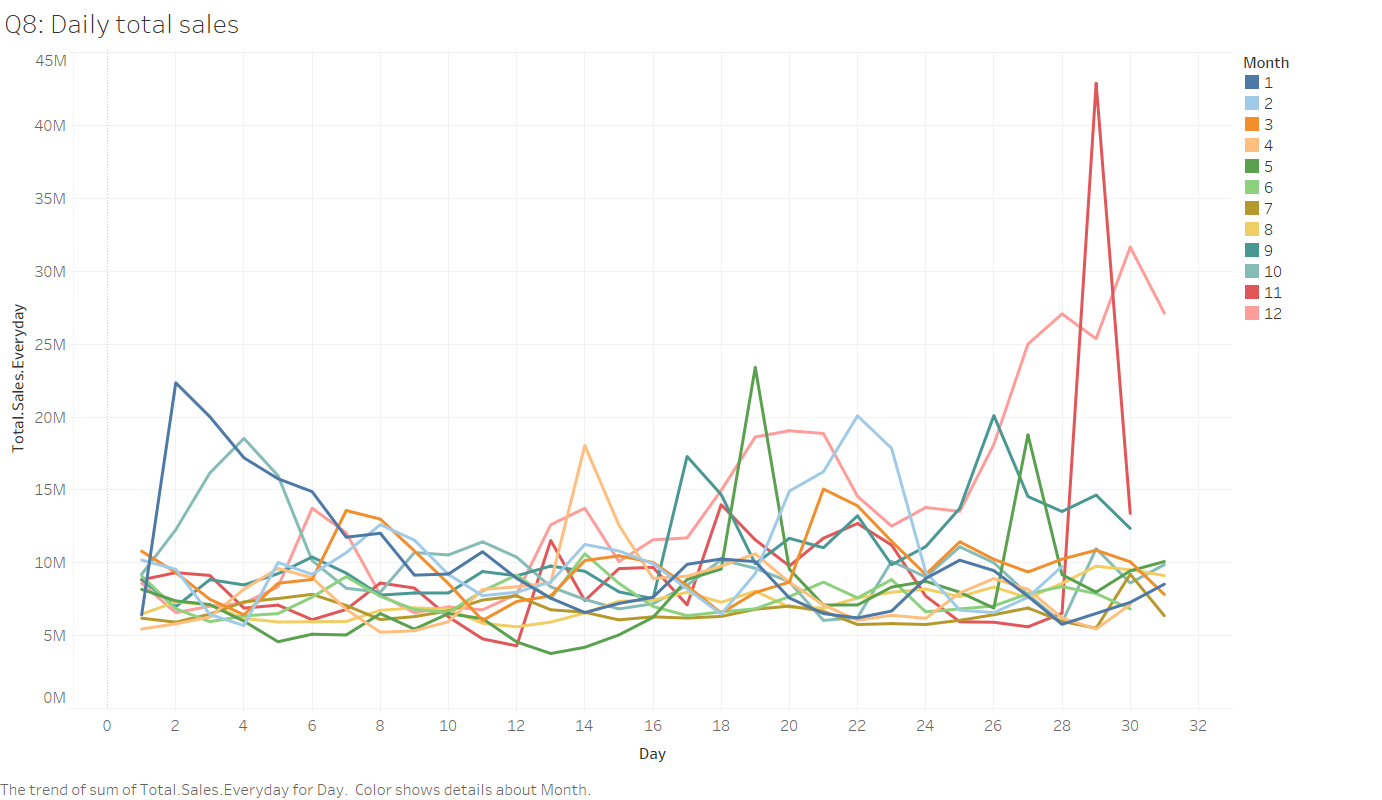 Q8: Daily total sales
45M
40M
35M
30M
25M
20M
15M
10M
5M
0M
Total.Sales.Everyday
0 2 4 6 8 10 12 14 16 18 20 22 24 26 28 30 32
Day
Month
1
2
3
4
5
6
7
8
9
10
11
12
The trend of sum of Total.Sales.Everyday for Day.  Color shows details about Month.